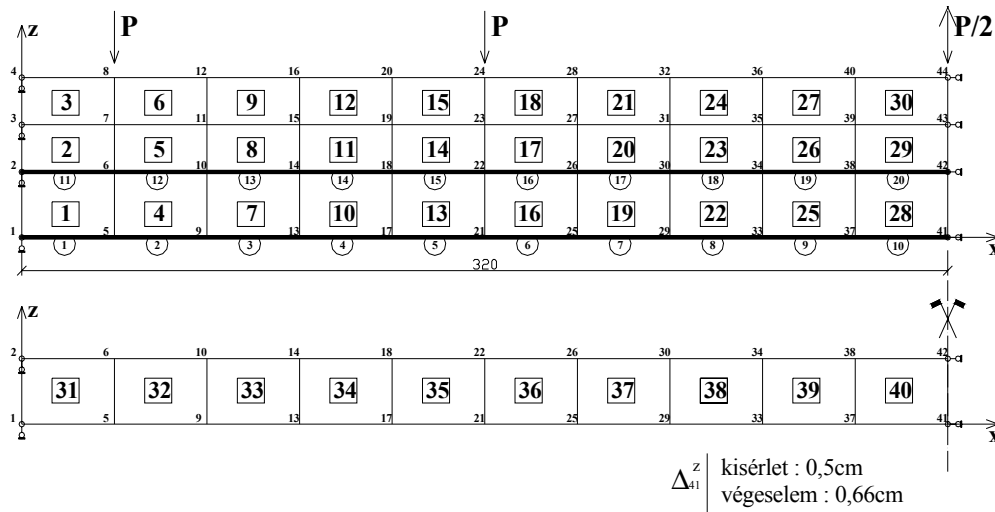 z P P P/2
4 8 12 16 20 24 28 32 36 40 44
3 6 9 12 15 18 21 24 27 30
3 7 11 15 19 23 27 31 35 39 43
2 5 8 11 14 17 20 23 26 29
2 6 10 14 18 22 26 30 34 38 42
11 12 13 14 15 16 17 18 19 20
1 4 7 10 13 16 19 22 25 28
1 5 9 13 17 21 25 29 33 37 41
1 2 3 4 5 6 7 8 9 10 x
320
z
2 6 10 14 18 22 26 30 34 38 42
31 32 33 34 35 36 37 38 39 40
1 5 9 13 17 21 25 29 33 37 41
x
Δ z 41 kisérlet : 0,5cm
végeselem : 0,66cm